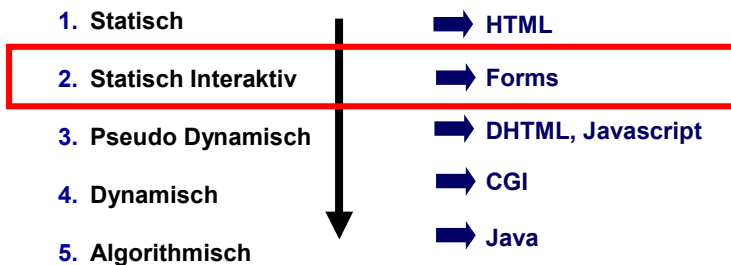 1. Statisch
HTML
2. Statisch Interaktiv
Forms
3. Pseudo Dynamisch
DHTML, Javascript
4. Dynamisch
CGI
5. Algorithmisch
Java